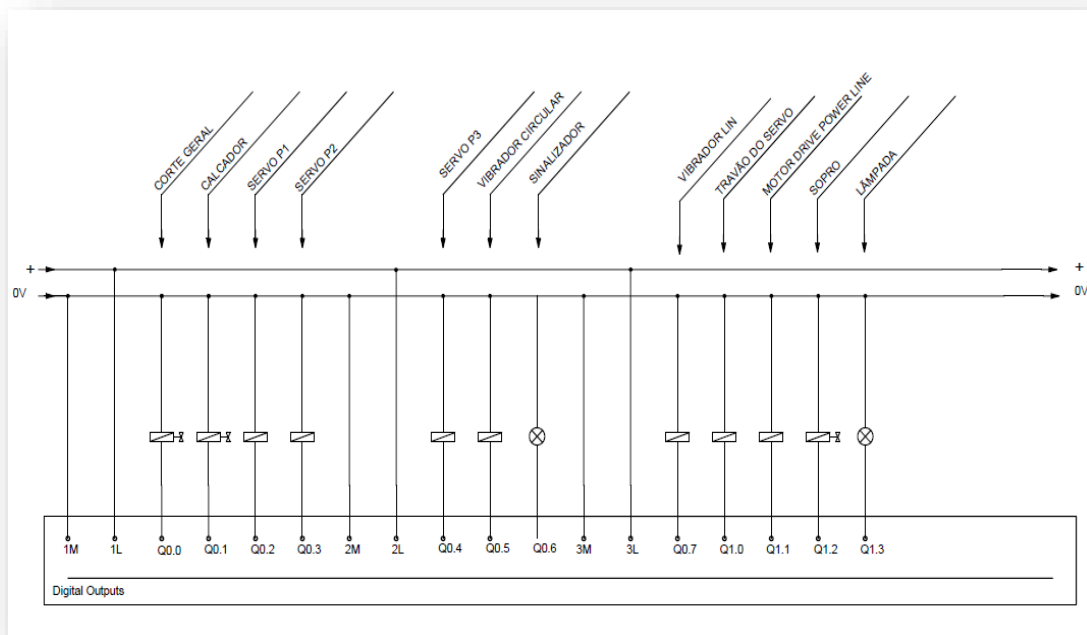 CORTE GERAL
CALCADOR
SERVO P1
SERVO P2
SERVO P3
VIBRADOR CIRCULAR
SINALIZADOR
VIBRADOR LIN
TRAVÃO DO SERVO
MOTOR DRIVE POWER LINE
SOPRO
LÂMPADA
+ +
0V 0V
1M 1L Q0.0 Q0.1 Q0.2 Q0.3 2M 2L Q0.4 Q0.5 Q0.6 3M 3L Q0.7 Q1.0 Q1.1 Q1.2 Q1.3
Digital Outputs